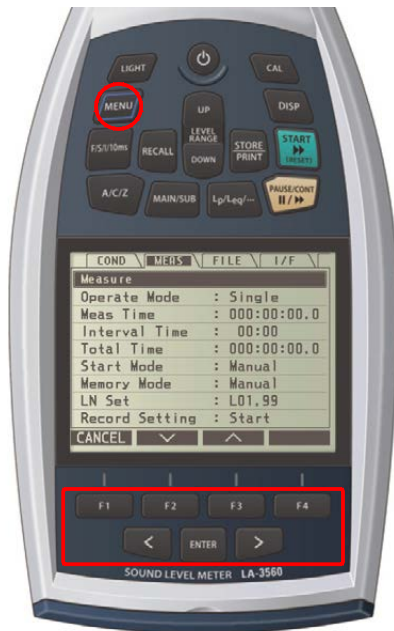 LIGHT
CAL
MENU
UP
DISP
F/S/I/10ms
RECALL
LEVEL
RANGE
STORE
PRINT
START
(RESET)
DOWN
A/C/Z
MAIN/SUB
Lp/Leq/···
PAUSE/CONT
COND MEAS FILE I/F
Measure
Operate Mode : Single
Meas Time : 000:00:00.0
Interval Time : 00:00
Total Time : 000:00:00.0
Start Mode : Manual
Memory Mode : Manual
LN Set : L01,99
Record Setting : Start
CANCEL
F1 F2 F3 F4
< ENTER >
SOUND LEVEL METER LA-3560